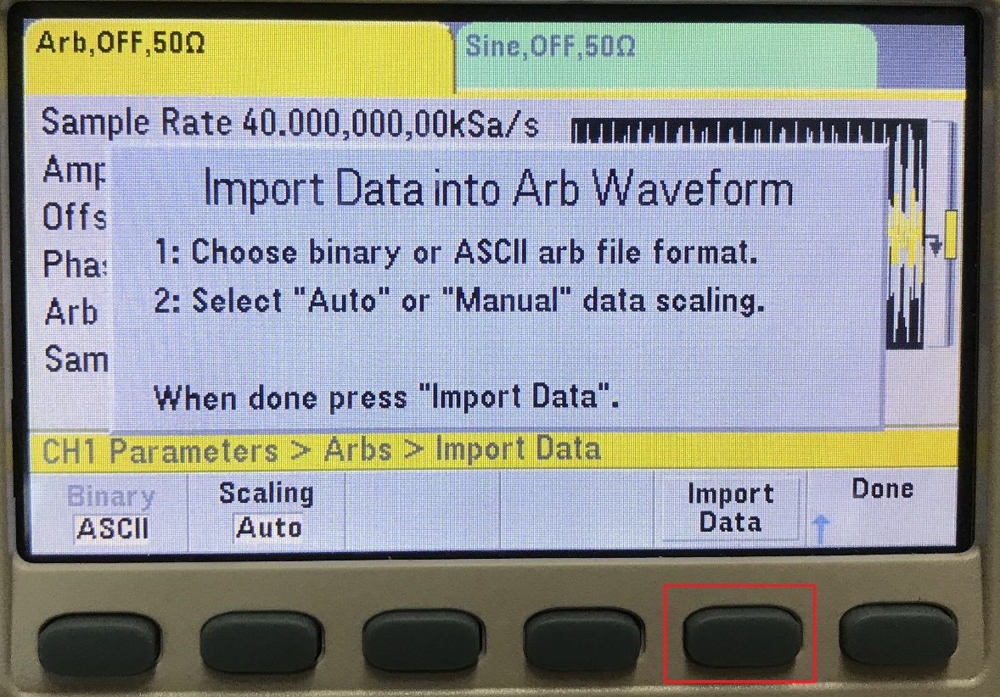 Arb,OFF,50Ω
Sine,OFF,50Ω
Sample Rate 40.000,000,00kSa/s
Amp
Offs
Pha
Arb
Sam
Import Data into Arb Waveform
1: Choose binary or ASCII arb file format.
2: Select "Auto" or "Manual" data scaling.
When done press "Import Data".
CH1 Parameters > Arbs > Import Data
Binary
ASCII
Scaling
Auto
Import
Data
Done